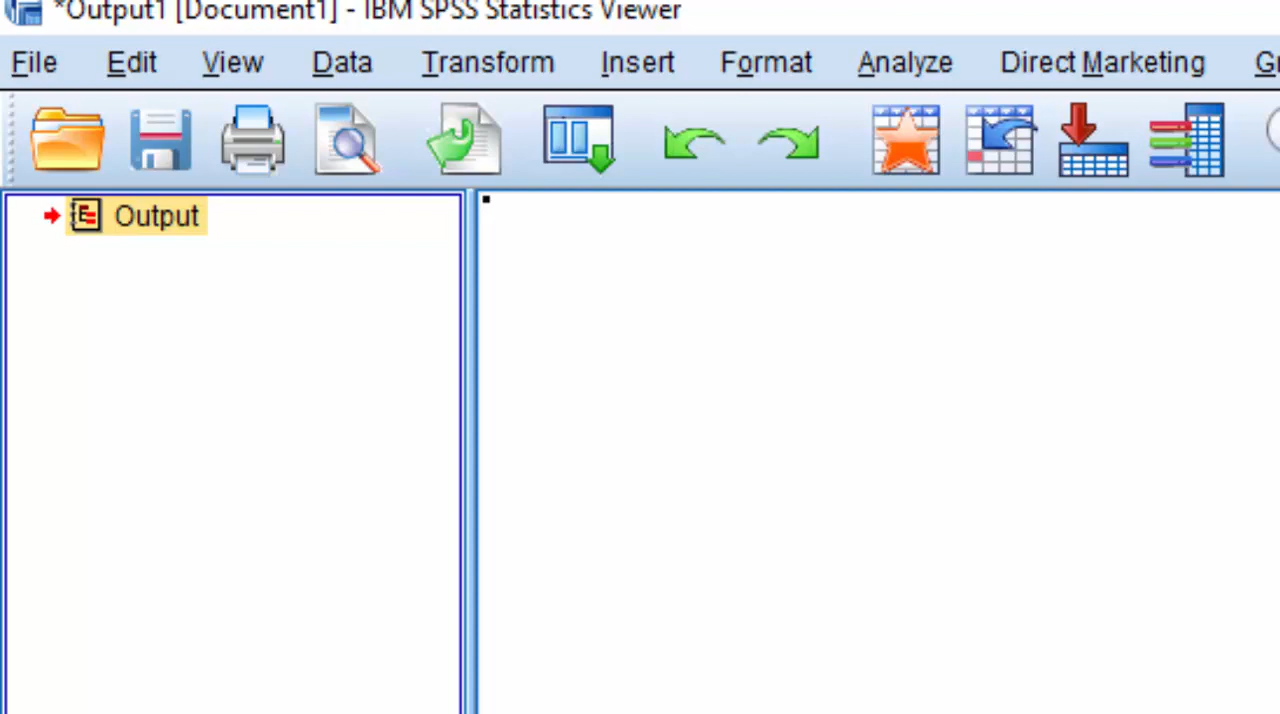 *Output1 [Document1] - IBM SPSS Statistics Viewer
File Edit View Data Transform Insert Format Analyze Direct Marketing
Output